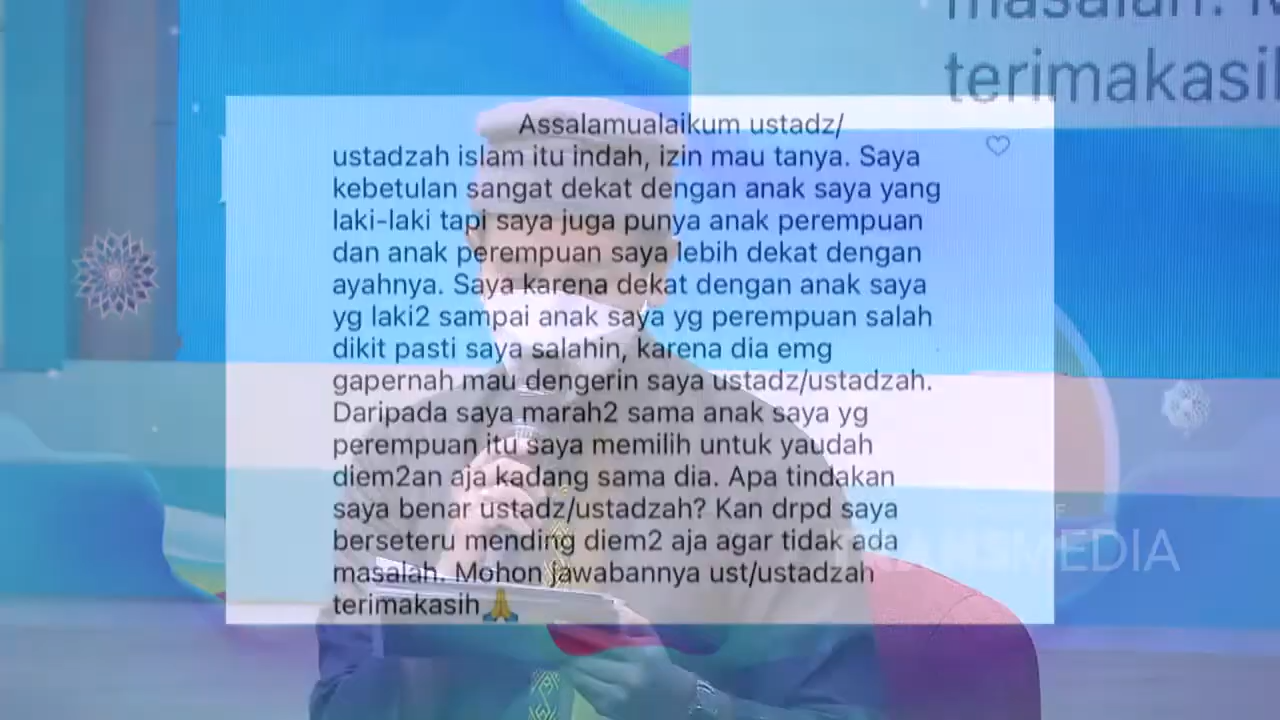 masalah. M
terimakasih
Assalamualaikum ustadz/
ustadzah islam itu indah, izin mau tanya. Saya
kebetulan sangat dekat dengan anak saya yang
laki-laki tapi saya juga punya anak perempuan
dan anak perempuan saya lebih dekat dengan
ayahnya. Saya karena dekat dengan anak saya
yg laki2 sampai anak saya yg perempuan salah
dikit pasti saya salahin, karena dia emg
gapernah mau dengerin saya ustadz/ustadzah.
Daripada saya marah2 sama anak saya yg
perempuan itu saya memilih untuk yaudah
diem2an aja kadang sama dia. Apa tindakan
saya benar ustadz/ustadzah? Kan drpd saya
berseteru mending diem2 aja agar tidak ada
masalah. Mohon jawabannya ust/ustadzah
terimakasih🙏
TRANSMEDIA